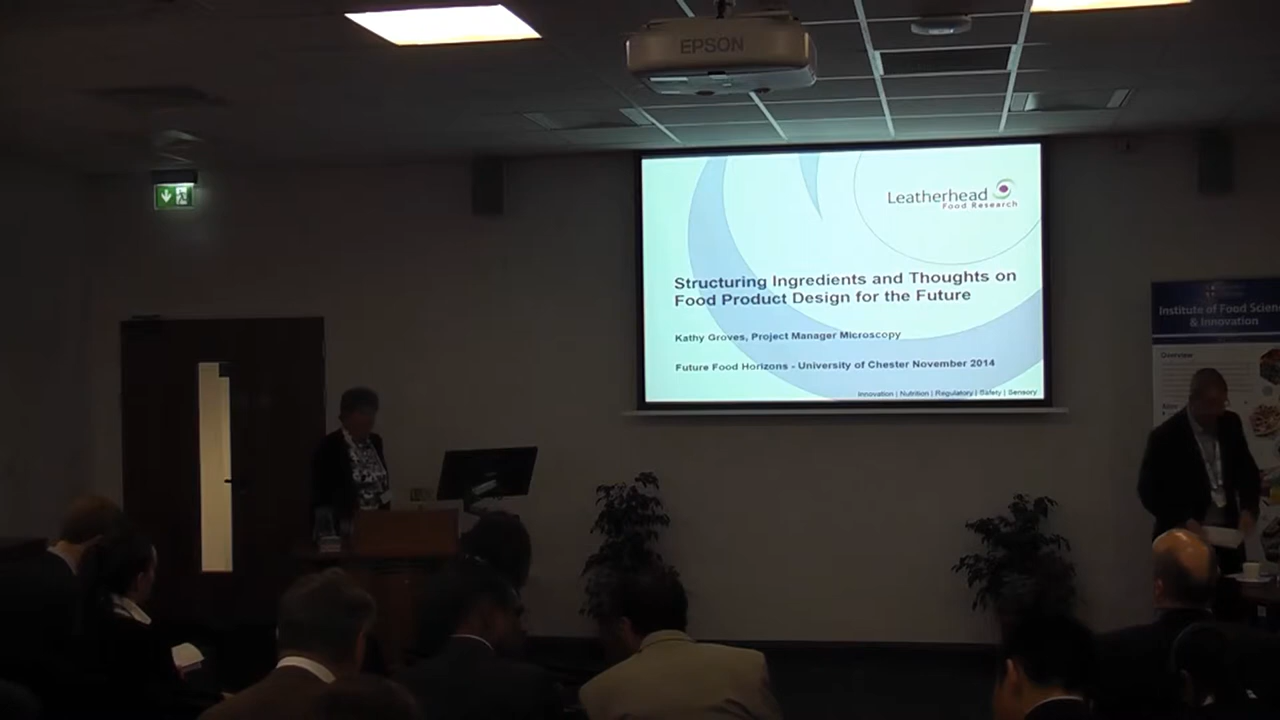 EPSON
Leatherhead
Food Research
Structuring Ingredients and Thoughts on
Food Product Design for the Future
Kathy Groves, Project Manager Microscopy
Future Food Horizons - University of Chester November 2014
Innovation | Nutrition | Regulatory | Safety | Sensory
Institute of Food Scien
& Innovation
Overview